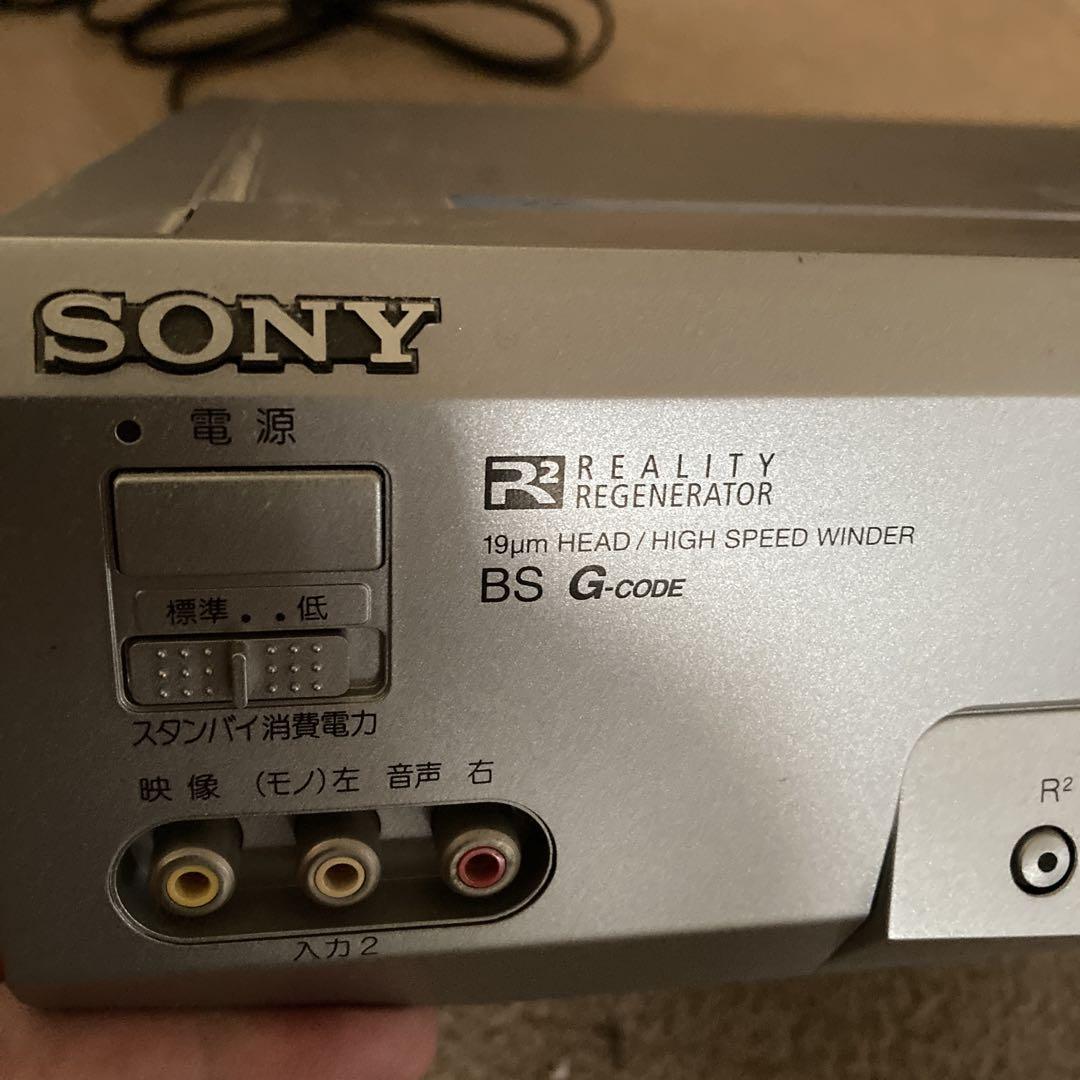 SONY
電源
R² REALITY
REGENERATOR
19μm HEAD / HIGH SPEED WINDER
BS G-CODE
標準 . . 低
スタンバイ消費電力
映像 (モノ)左 音声 右
入力2
R²